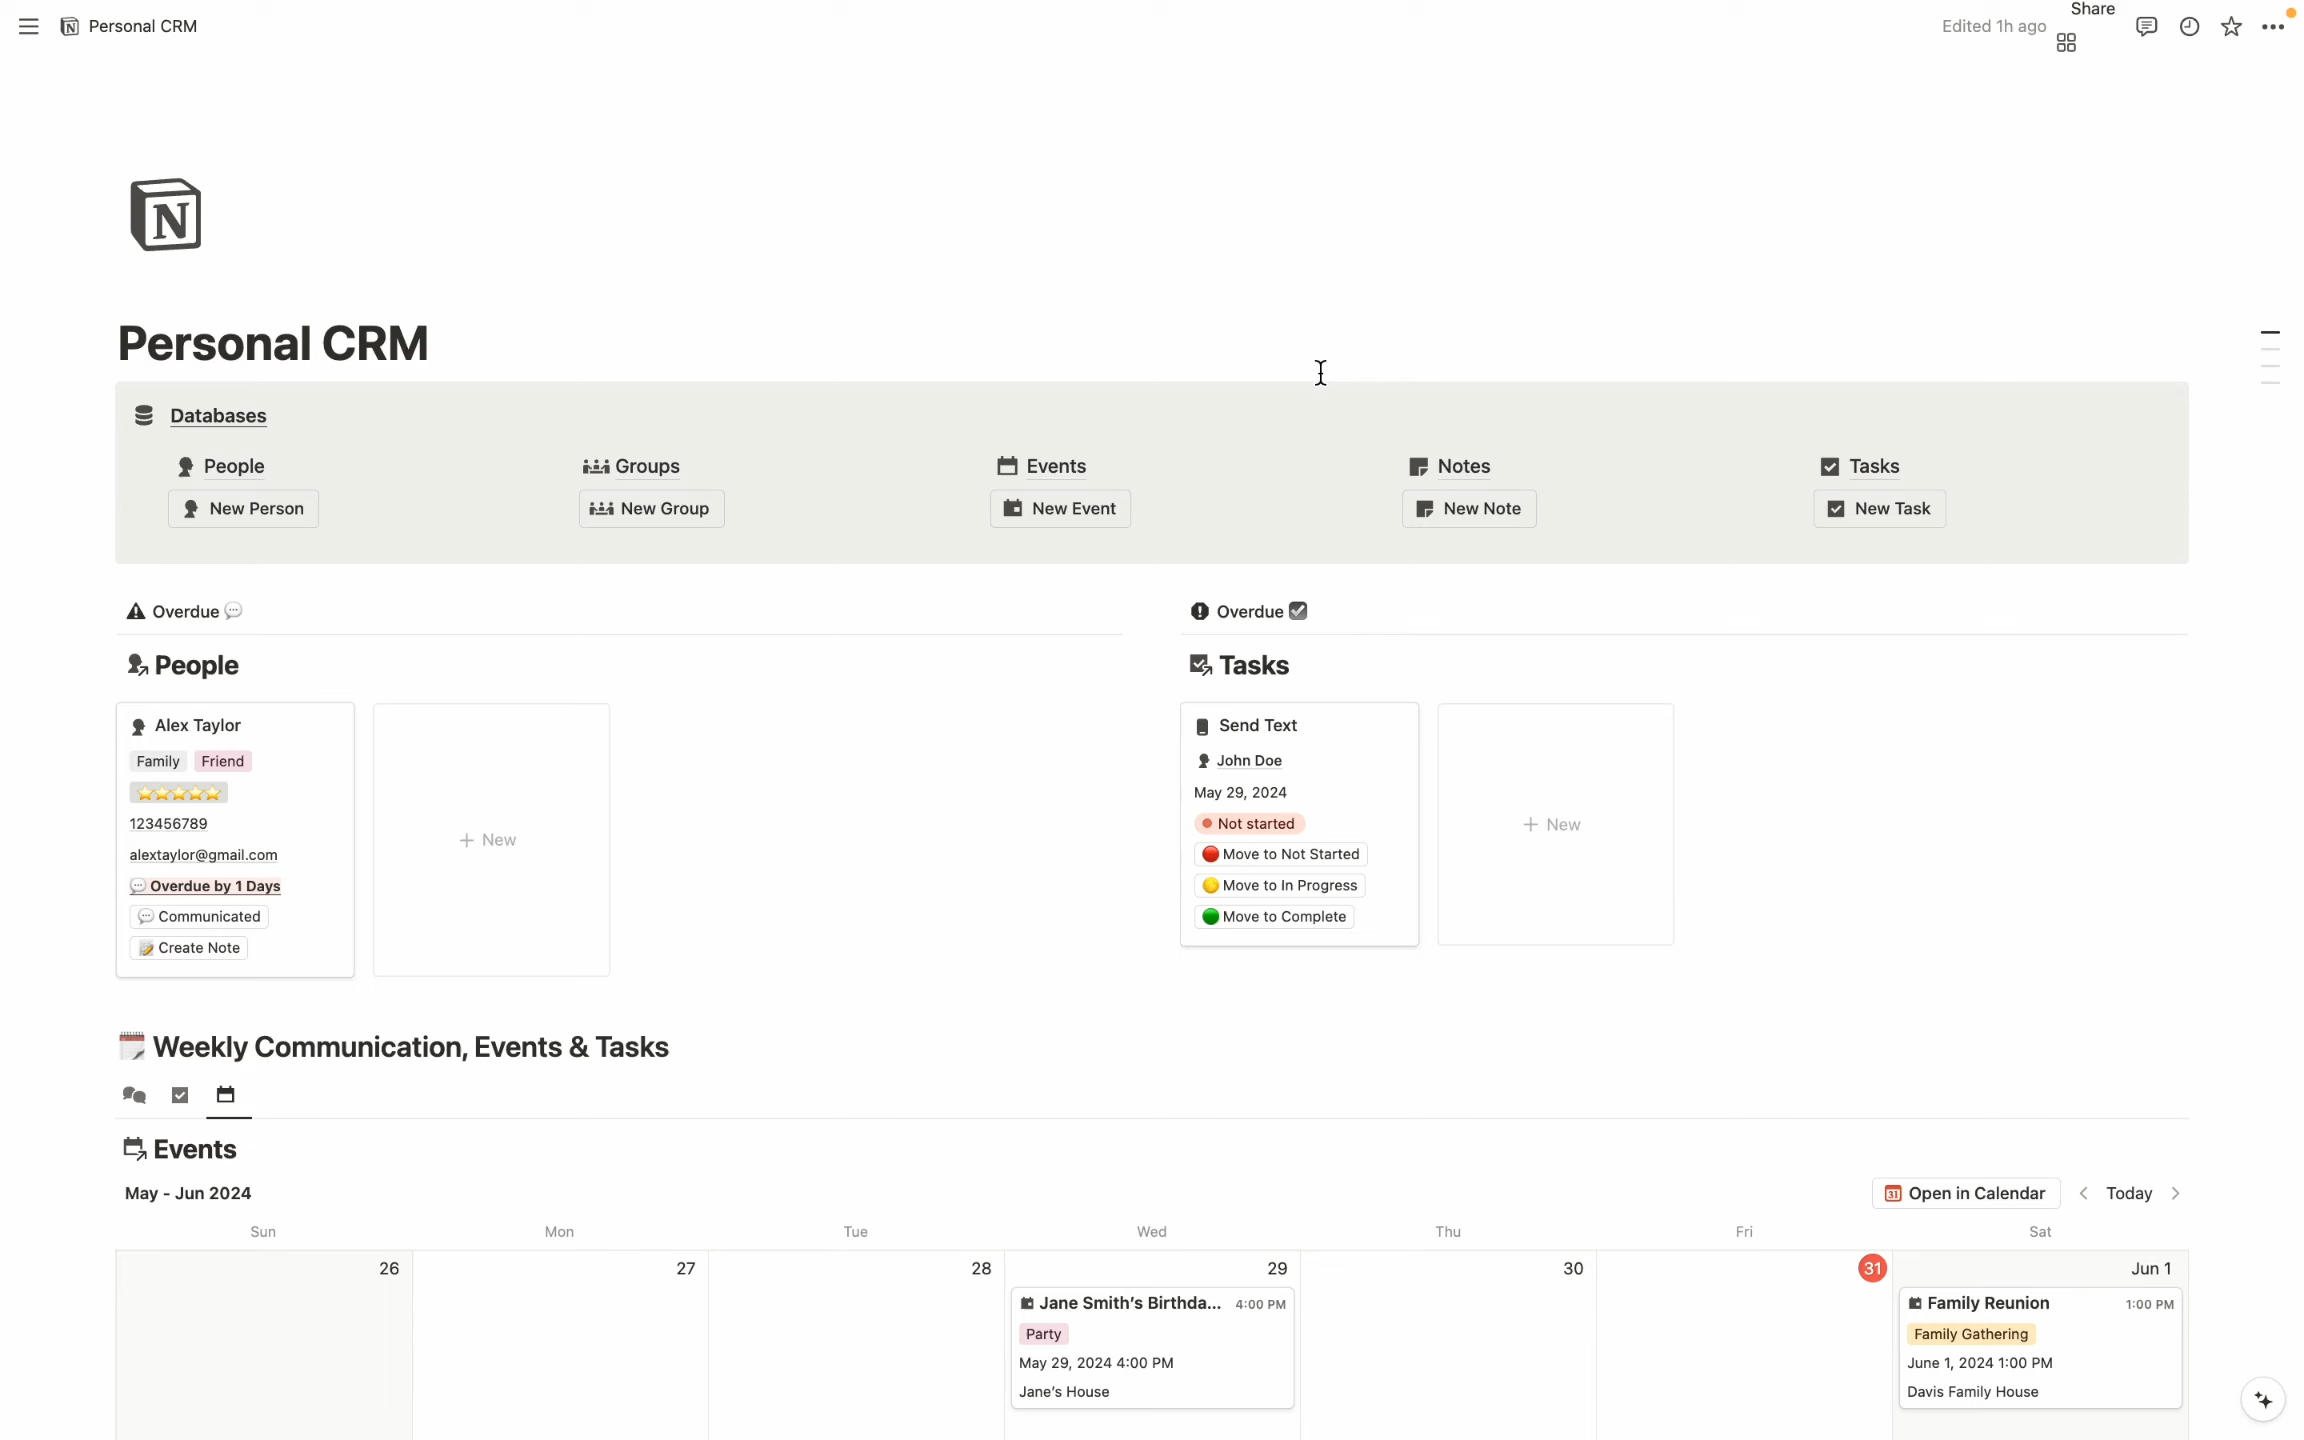 Personal CRM
Edited 1h ago
Share
Personal CRM
Databases
People
Groups
Events
Notes
Tasks
New Person
New Group
New Event
New Note
New Task
Overdue 💬
Overdue ☑️
People
Tasks
Alex Taylor
Family Friend
⭐⭐⭐⭐⭐
123456789
alextaylor@gmail.com
💬 Overdue by 1 Days
💬 Communicated
📝 Create Note
+ New
Send Text
John Doe
May 29, 2024
Not started
🔴 Move to Not Started
🟡 Move to In Progress
🟢 Move to Complete
+ New
Weekly Communication, Events & Tasks
Events
May - Jun 2024
31 Open in Calendar
Today
Sun Mon Tue Wed Thu Fri Sat
26 27 28 29 30 31 Jun 1
Jane Smith's Birthda... 4:00 PM
Party
May 29, 2024 4:00 PM
Jane's House
Family Reunion 1:00 PM
Family Gathering
June 1, 2024 1:00 PM
Davis Family House